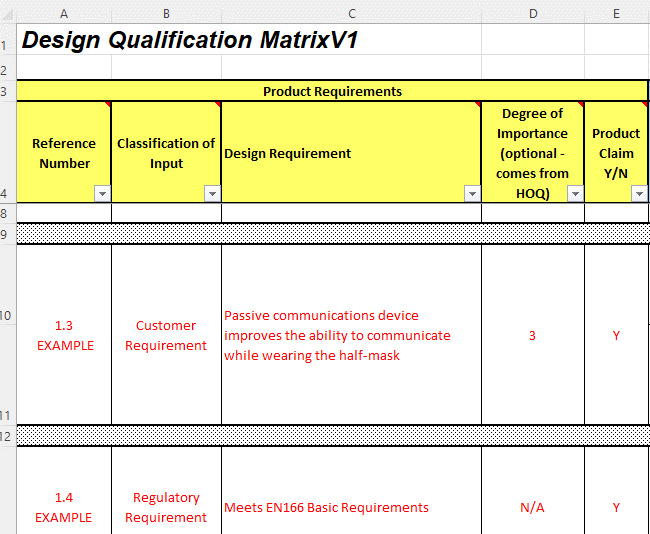 A B C D E
1 Design Qualification MatrixV1
2
3 Product Requirements
4 Reference Number
Classification of Input
Design Requirement
Degree of
Importance
(optional -
comes from
HOQ)
Product
Claim
Y/N
8
9
10 1.3
EXAMPLE
Customer
Requirement
Passive communications device
improves the ability to communicate
while wearing the half-mask
3
Y
11
12
1.4
EXAMPLE
Regulatory
Requirement
Meets EN166 Basic Requirements
N/A
Y